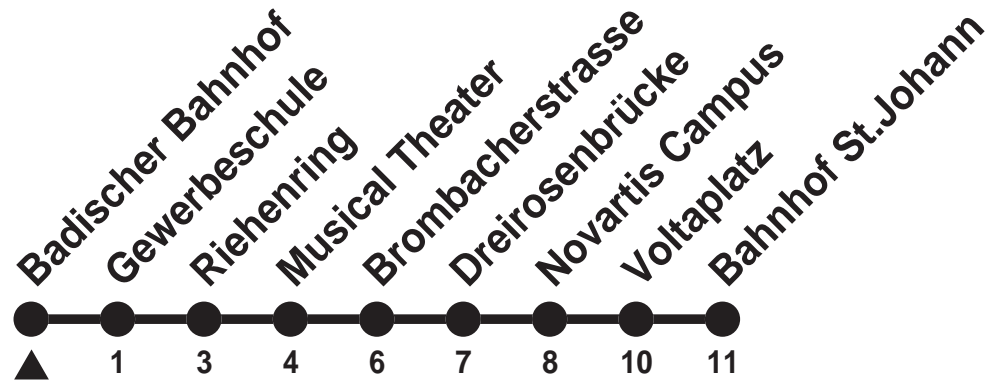 Badischer Bahnhof
Gewerbeschule
Riehenring
Musical Theater
Brombacherstrasse
Dreirosenbrücke
Novartis Campus
Voltaplatz
Bahnhof St.Johann
1 3 4 6 7 8 10 11